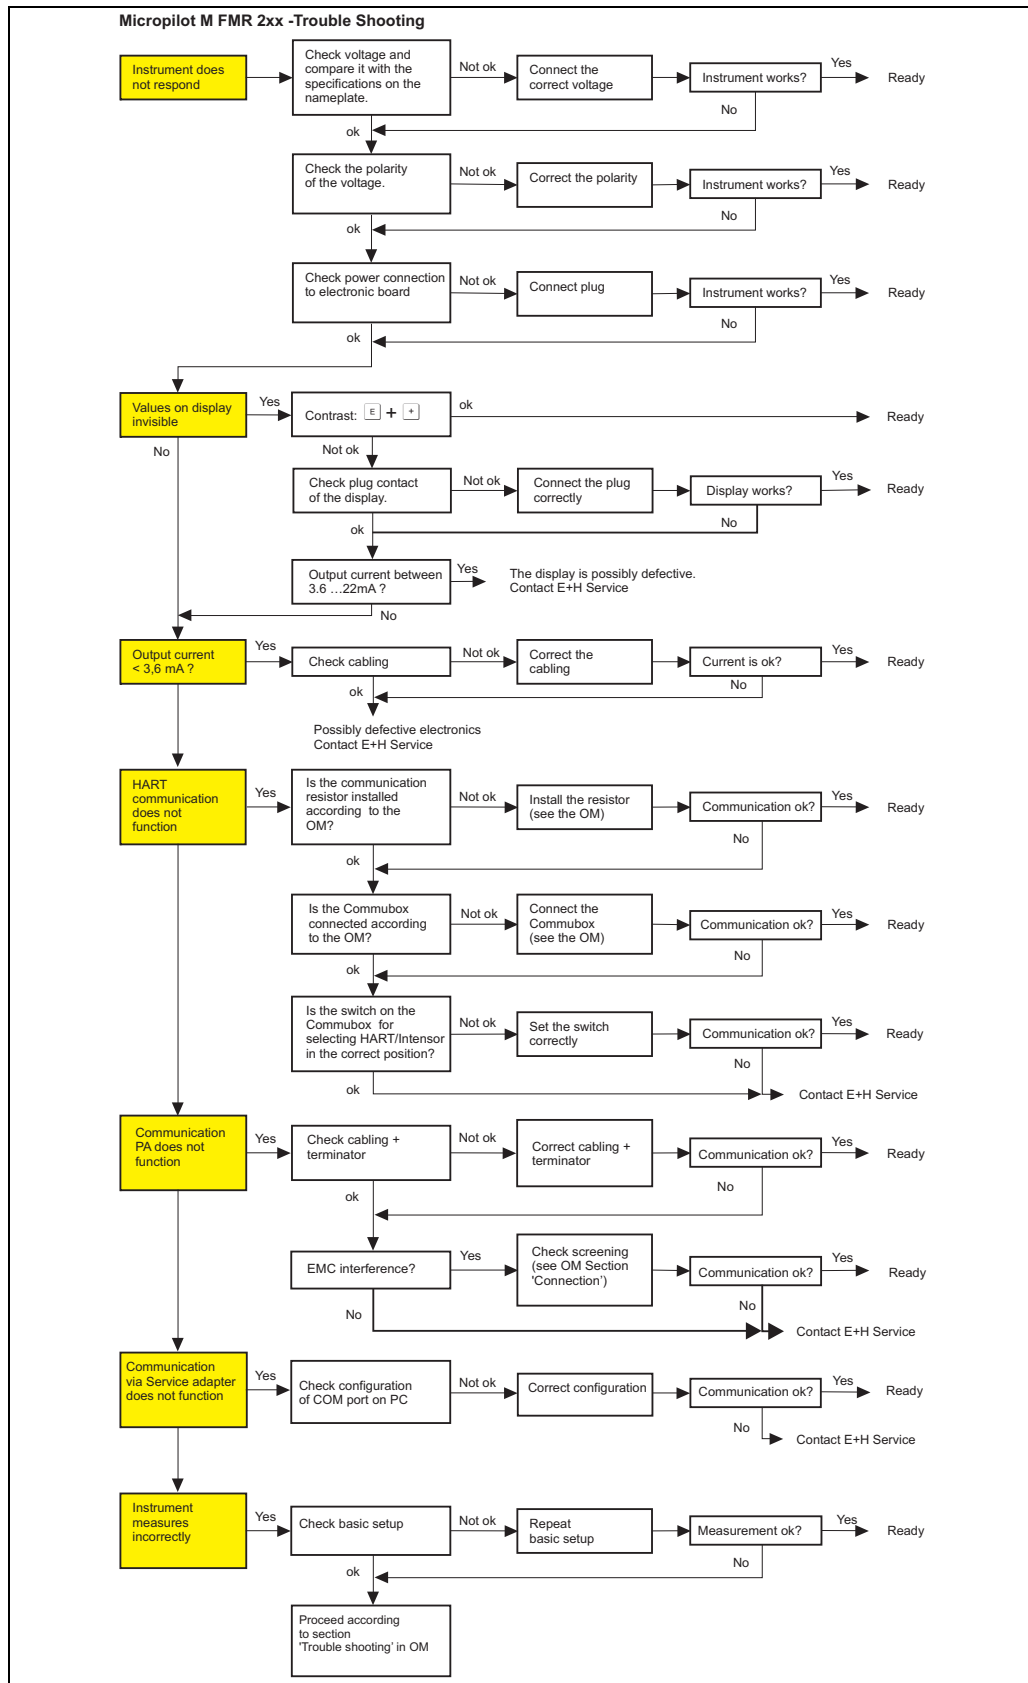 Micropilot M FMR 2xx -Trouble Shooting
Instrument does
not respond
Check voltage and
compare it with the
specifications on the
nameplate.
Not ok
Connect the
correct voltage
Instrument works?
Yes
Ready
No
ok
Check the polarity
of the voltage.
Not ok
Correct the polarity
Instrument works?
Yes
Ready
No
ok
Check power connection
to electronic board
Not ok
Connect plug
Instrument works?
Yes
Ready
No
ok
Values on display
invisible
Yes
Contrast: E + +
ok
Ready
No
Not ok
Check plug contact
of the display.
Not ok
Connect the plug
correctly
Display works?
Yes
Ready
No
ok
Output current between
3.6 ...22mA ?
Yes
The display is possibly defective.
Contact E+H Service
No
Output current
< 3,6 mA ?
Yes
Check cabling
Not ok
Correct the
cabling
Current is ok?
Yes
Ready
No
ok
Possibly defective electronics
Contact E+H Service
HART
communication
does not
function
Yes
Is the communication
resistor installed
according to the
OM?
Not ok
Install the resistor
(see the OM)
Communication ok?
Yes
Ready
No
ok
Is the Commubox
connected according
to the OM?
Not ok
Connect the
Commubox
(see the OM)
Communication ok?
Yes
Ready
No
ok
Is the switch on the
Commubox for
selecting HART/Intensor
in the correct position?
Not ok
Set the switch
correctly
Communication ok?
Yes
Ready
No
ok
Contact E+H Service
Communication
PA does not
function
Yes
Check cabling +
terminator
Not ok
Correct cabling +
terminator
Communication ok?
Yes
Ready
No
ok
EMC interference?
Yes
Check screening
(see OM Section
'Connection')
Communication ok?
Yes
Ready
No
No
Contact E+H Service
Communication
via Service adapter
does not function
Yes
Check configuration
of COM port on PC
Not ok
Correct configuration
Communication ok?
Yes
Ready
No
Contact E+H Service
Instrument
measures
incorrectly
Yes
Check basic setup
Not ok
Repeat
basic setup
Measurement ok?
Yes
Ready
No
ok
Proceed according
to section
'Trouble shooting' in OM